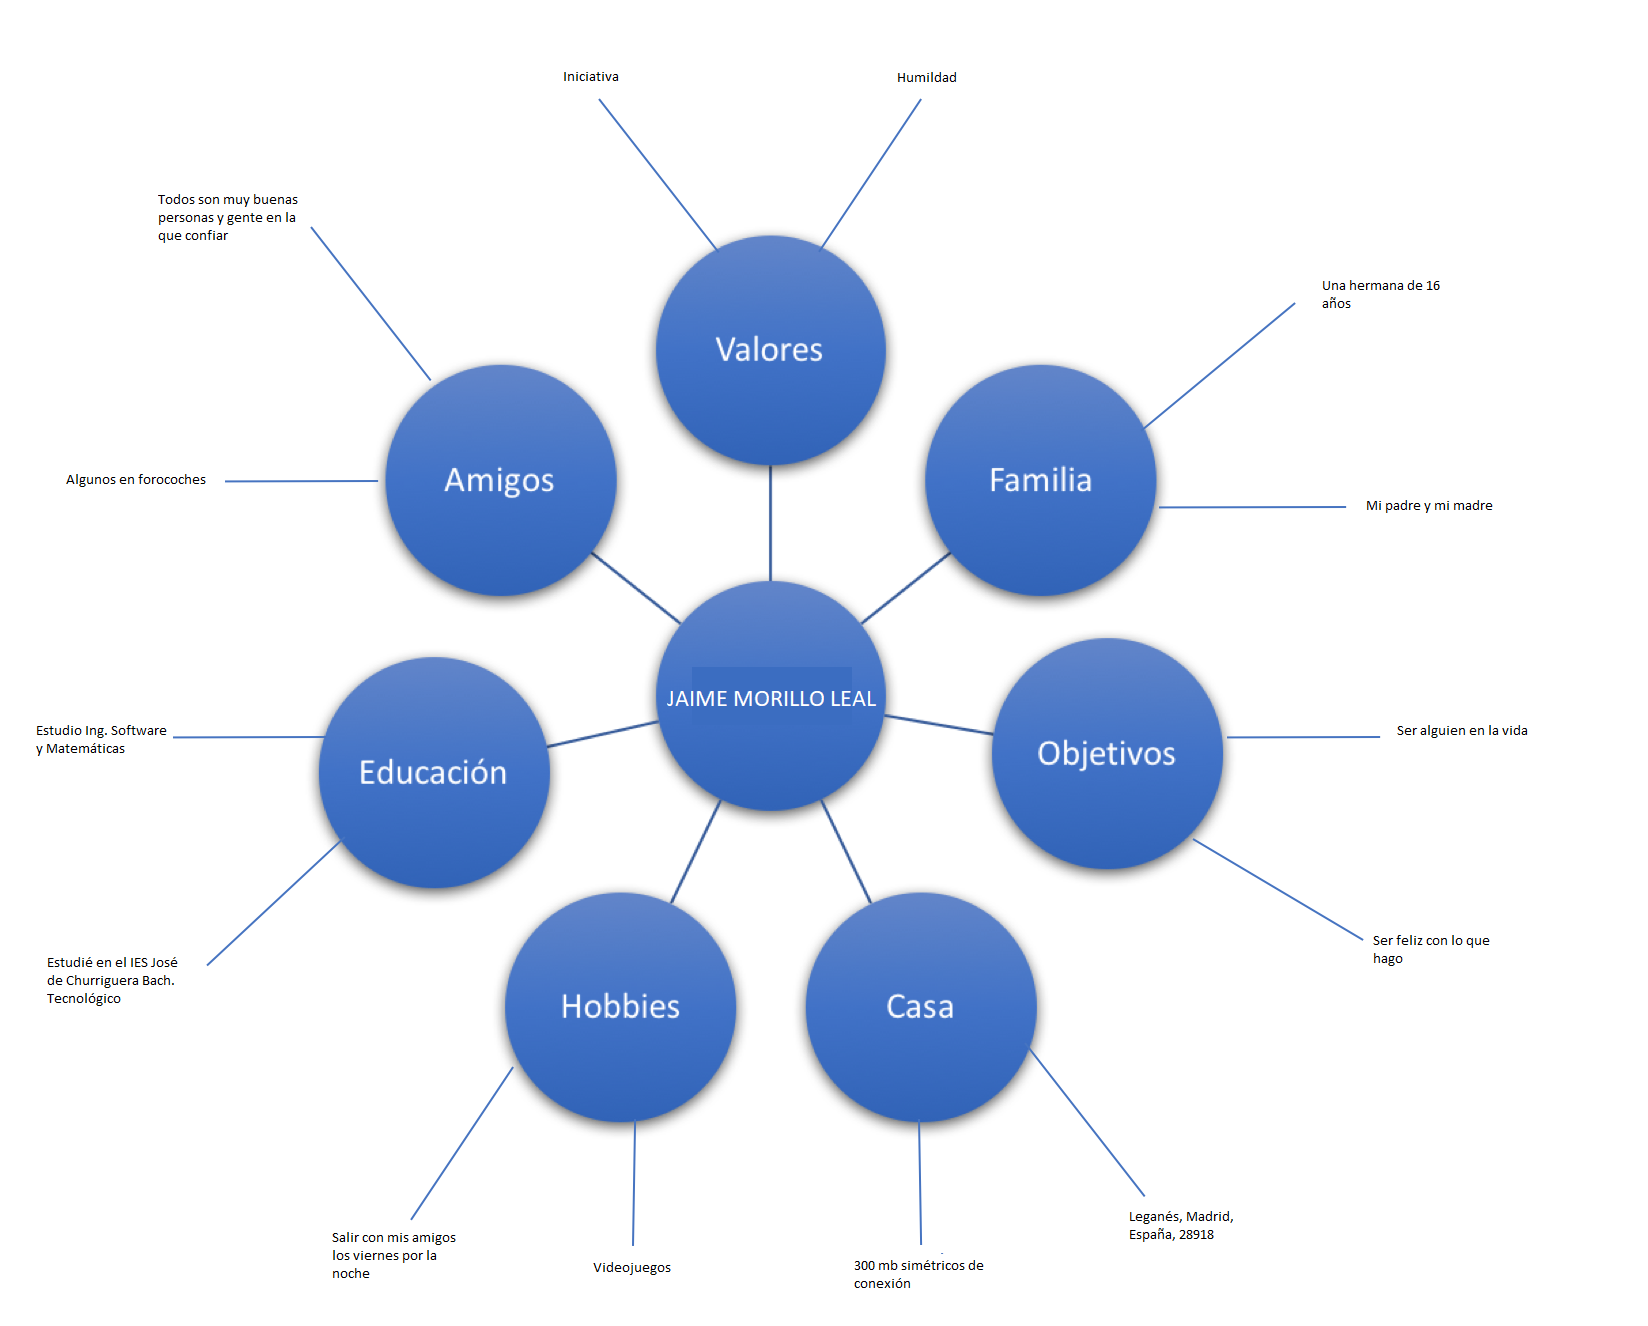 Iniciativa
Humildad
Todos son muy buenas
personas y gente en la
que confiar
Una hermana de 16
años
Valores
Amigos
Familia
Algunos en forocoches
Mi padre y mi madre
JAIME MORILLO LEAL
Estudio Ing. Software
y Matemáticas
Educación
Objetivos
Ser alguien en la vida
Estudié en el IES José
de Churriguera Bach.
Tecnológico
Ser feliz con lo que
hago
Hobbies
Casa
Salir con mis amigos
los viernes por la
noche
Videojuegos
300 mb simétricos de
conexión
Leganés, Madrid,
España, 28918